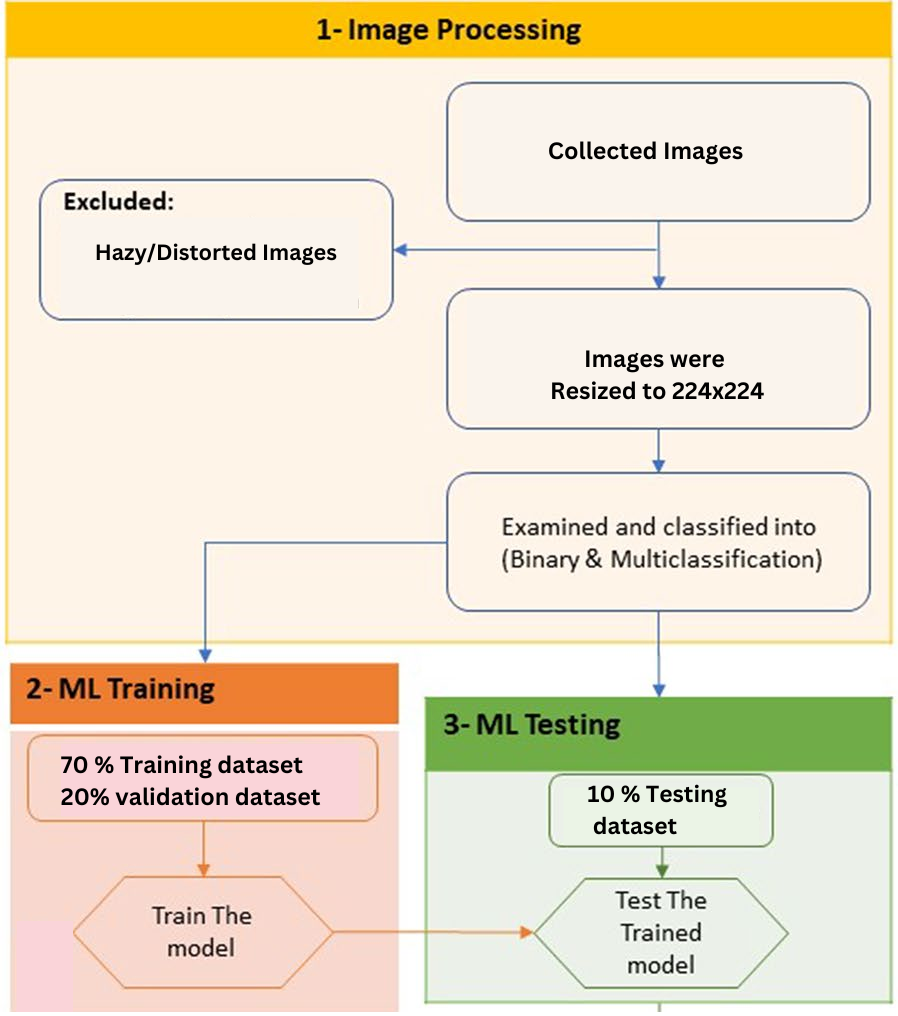 1- Image Processing
Collected Images
Excluded:
Hazy/Distorted Images
Images were
Resized to 224x224
Examined and classified into
(Binary & Multiclassification)
2- ML Training
70 % Training dataset
20% validation dataset
Train The
model
3- ML Testing
10 % Testing
dataset
Test The
Trained
model